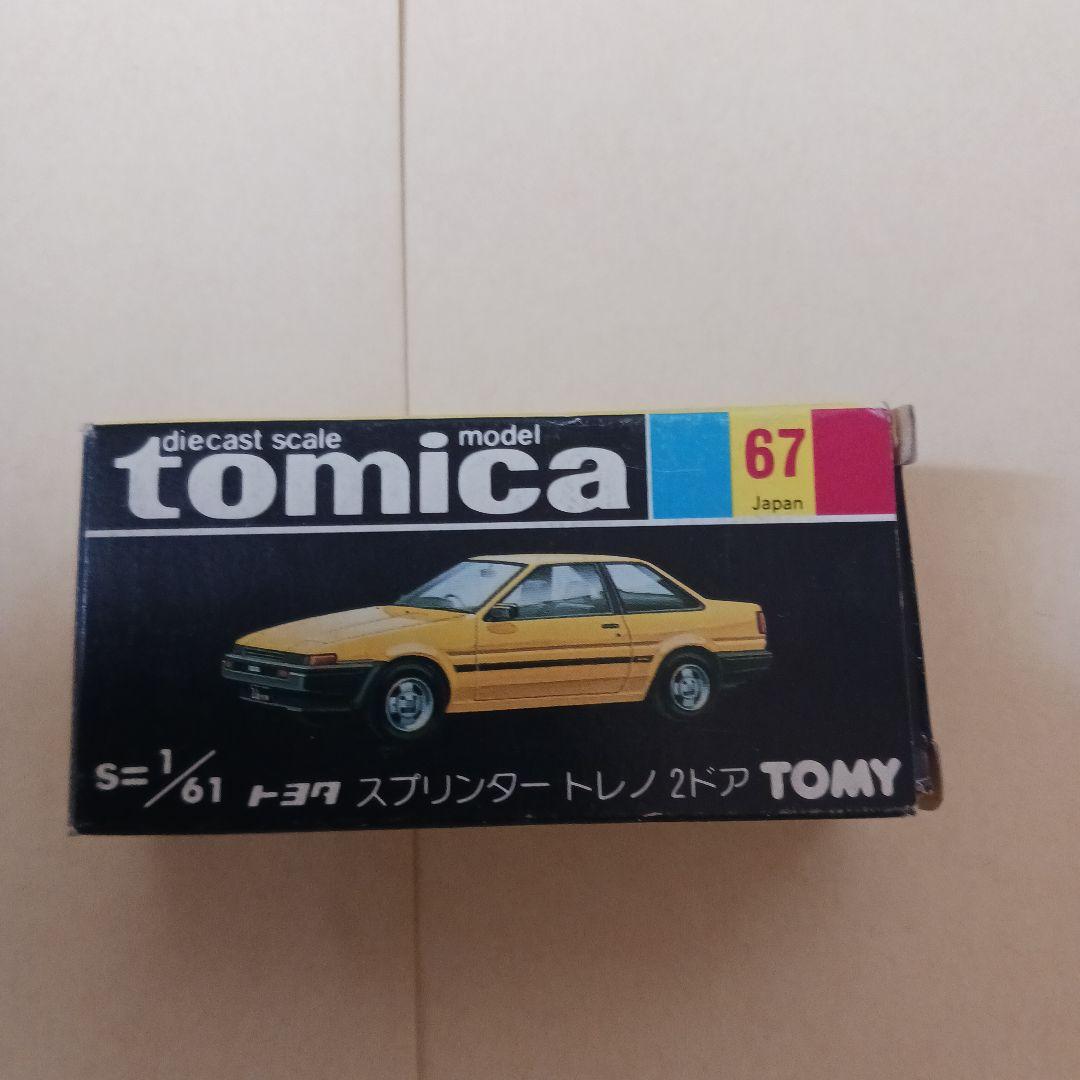 diecast scale model
tomica
67
Japan
S=1/61 トヨタ スプリンター トレノ 2ドア TOMY